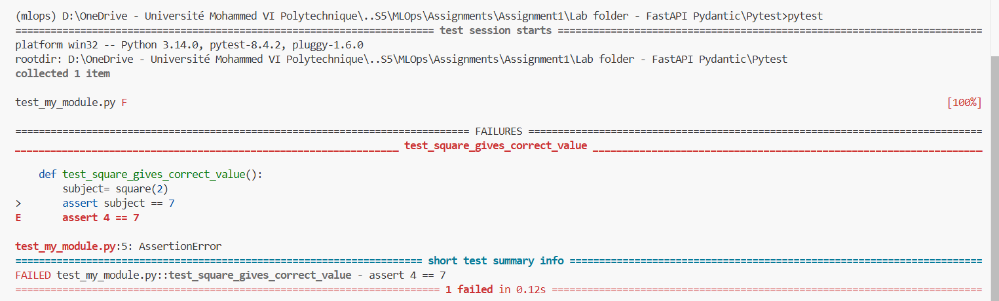 (mlops) D:\OneDrive - Université Mohammed VI Polytechnique\..S5\MLOps\Assignments\Assignment1\Lab folder - FastAPI Pydantic\Pytest>pytest
======================================================================= test session starts ========================================================================
platform win32 -- Python 3.14.0, pytest-8.4.2, pluggy-1.6.0
rootdir: D:\OneDrive - Université Mohammed VI Polytechnique\..S5\MLOps\Assignments\Assignment1\Lab folder - FastAPI Pydantic\Pytest
collected 1 item
test_my_module.py F [100%]
============================================================================= FAILURES =============================================================================
_________________________________________________________________ test_square_gives_correct_value __________________________________________________________________
    def test_square_gives_correct_value():
        subject= square(2)
>       assert subject == 7
E       assert 4 == 7
test_my_module.py:5: AssertionError
===================================================================== short test summary info ======================================================================
FAILED test_my_module.py::test_square_gives_correct_value - assert 4 == 7
======================================================================== 1 failed in 0.12s =========================================================================